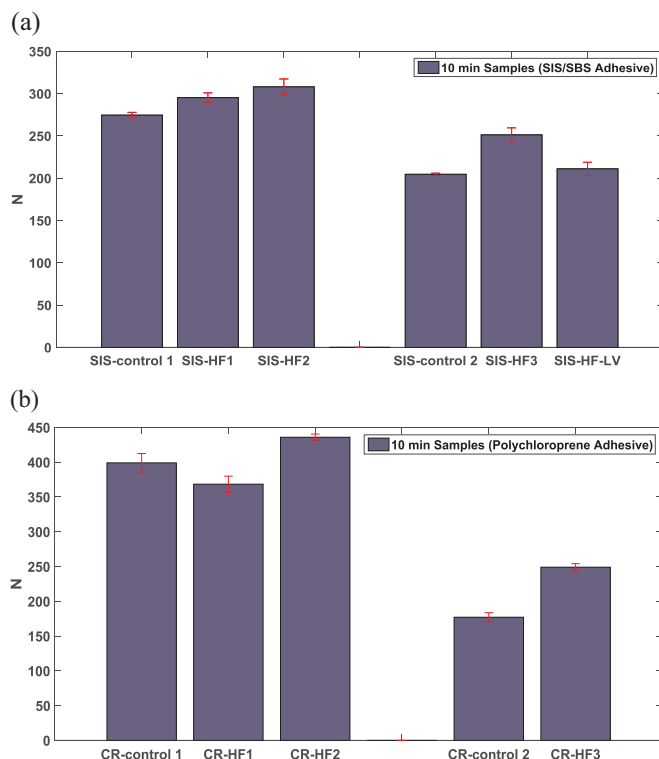 (a)
350
300
250
200
150
100
50
0
N
10 min Samples (SIS/SBS Adhesive)
SIS-control 1 SIS-HF1 SIS-HF2 SIS-control 2 SIS-HF3 SIS-HF-LV
(b)
450
400
350
300
250
200
150
100
50
0
N
10 min Samples (Polychloroprene Adhesive)
CR-control 1 CR-HF1 CR-HF2 CR-control 2 CR-HF3